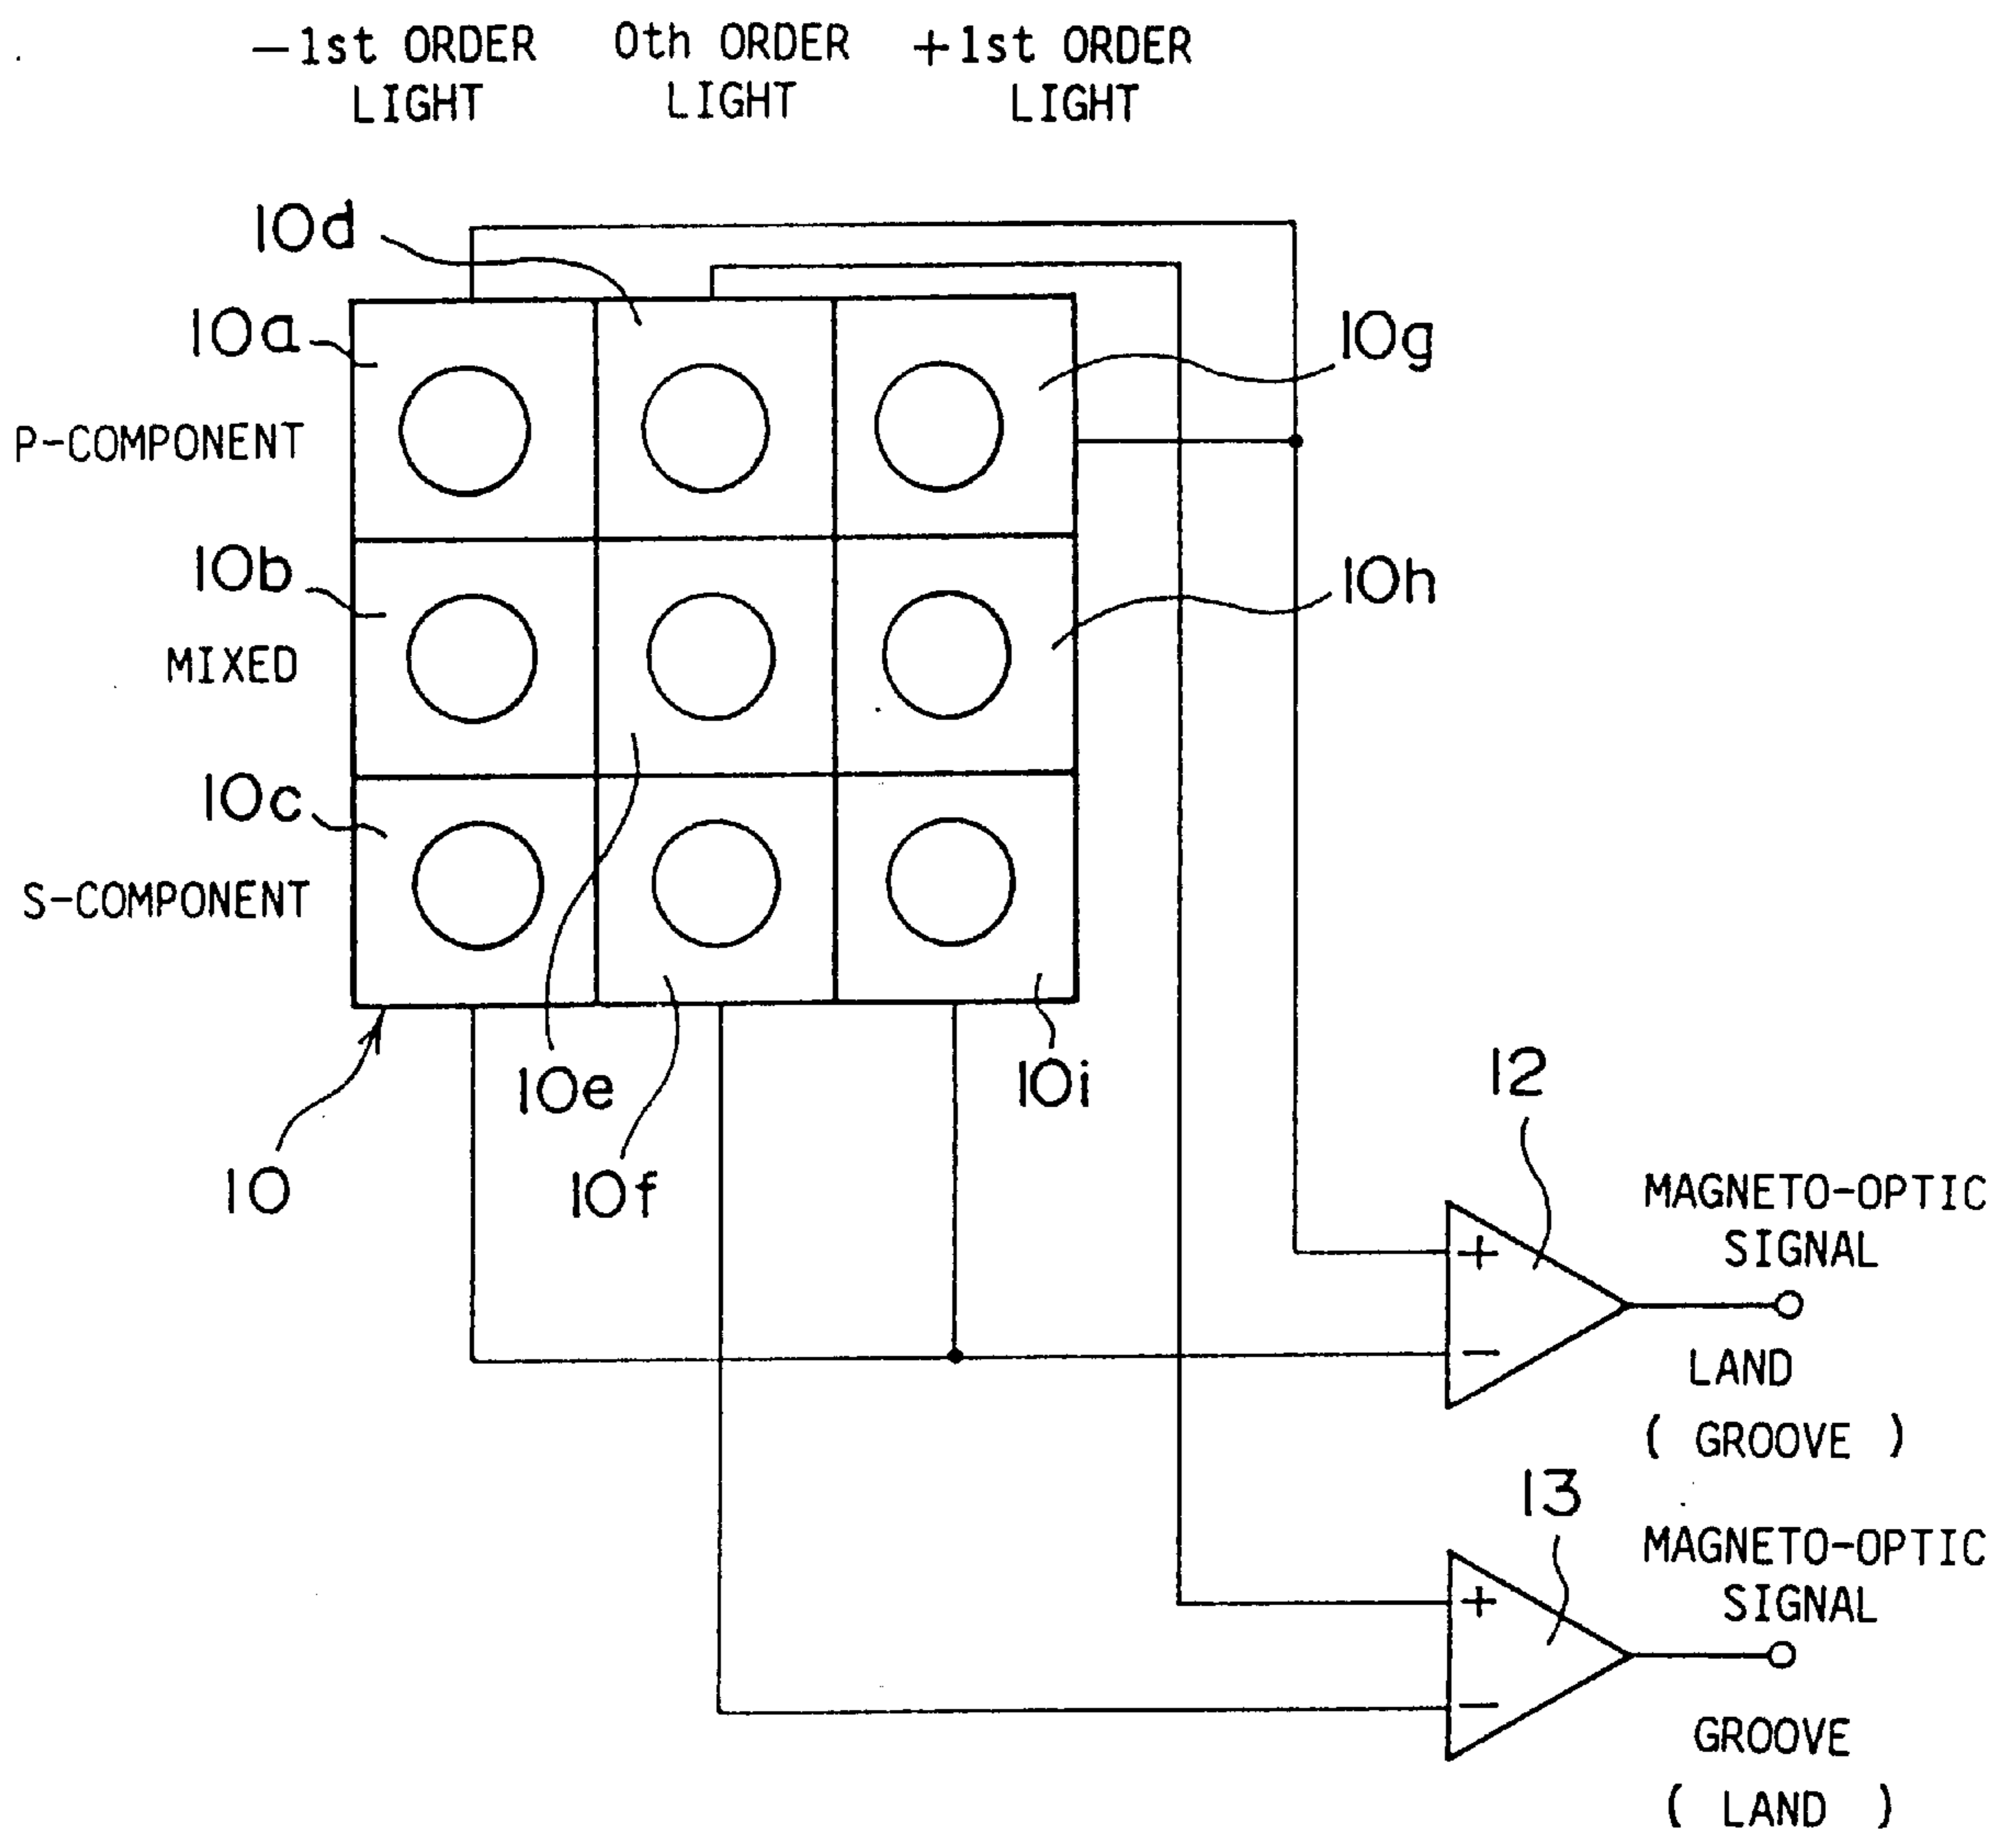 −1st ORDER LIGHT
0th ORDER LIGHT
+1st ORDER LIGHT
10d
10a
10g
P-COMPONENT
10b
10h
MIXED
10c
S-COMPONENT
10e
10i
10
10f
12
MAGNETO-OPTIC
SIGNAL
+
−
LAND
( GROOVE )
13
MAGNETO-OPTIC
SIGNAL
+
−
GROOVE
( LAND )